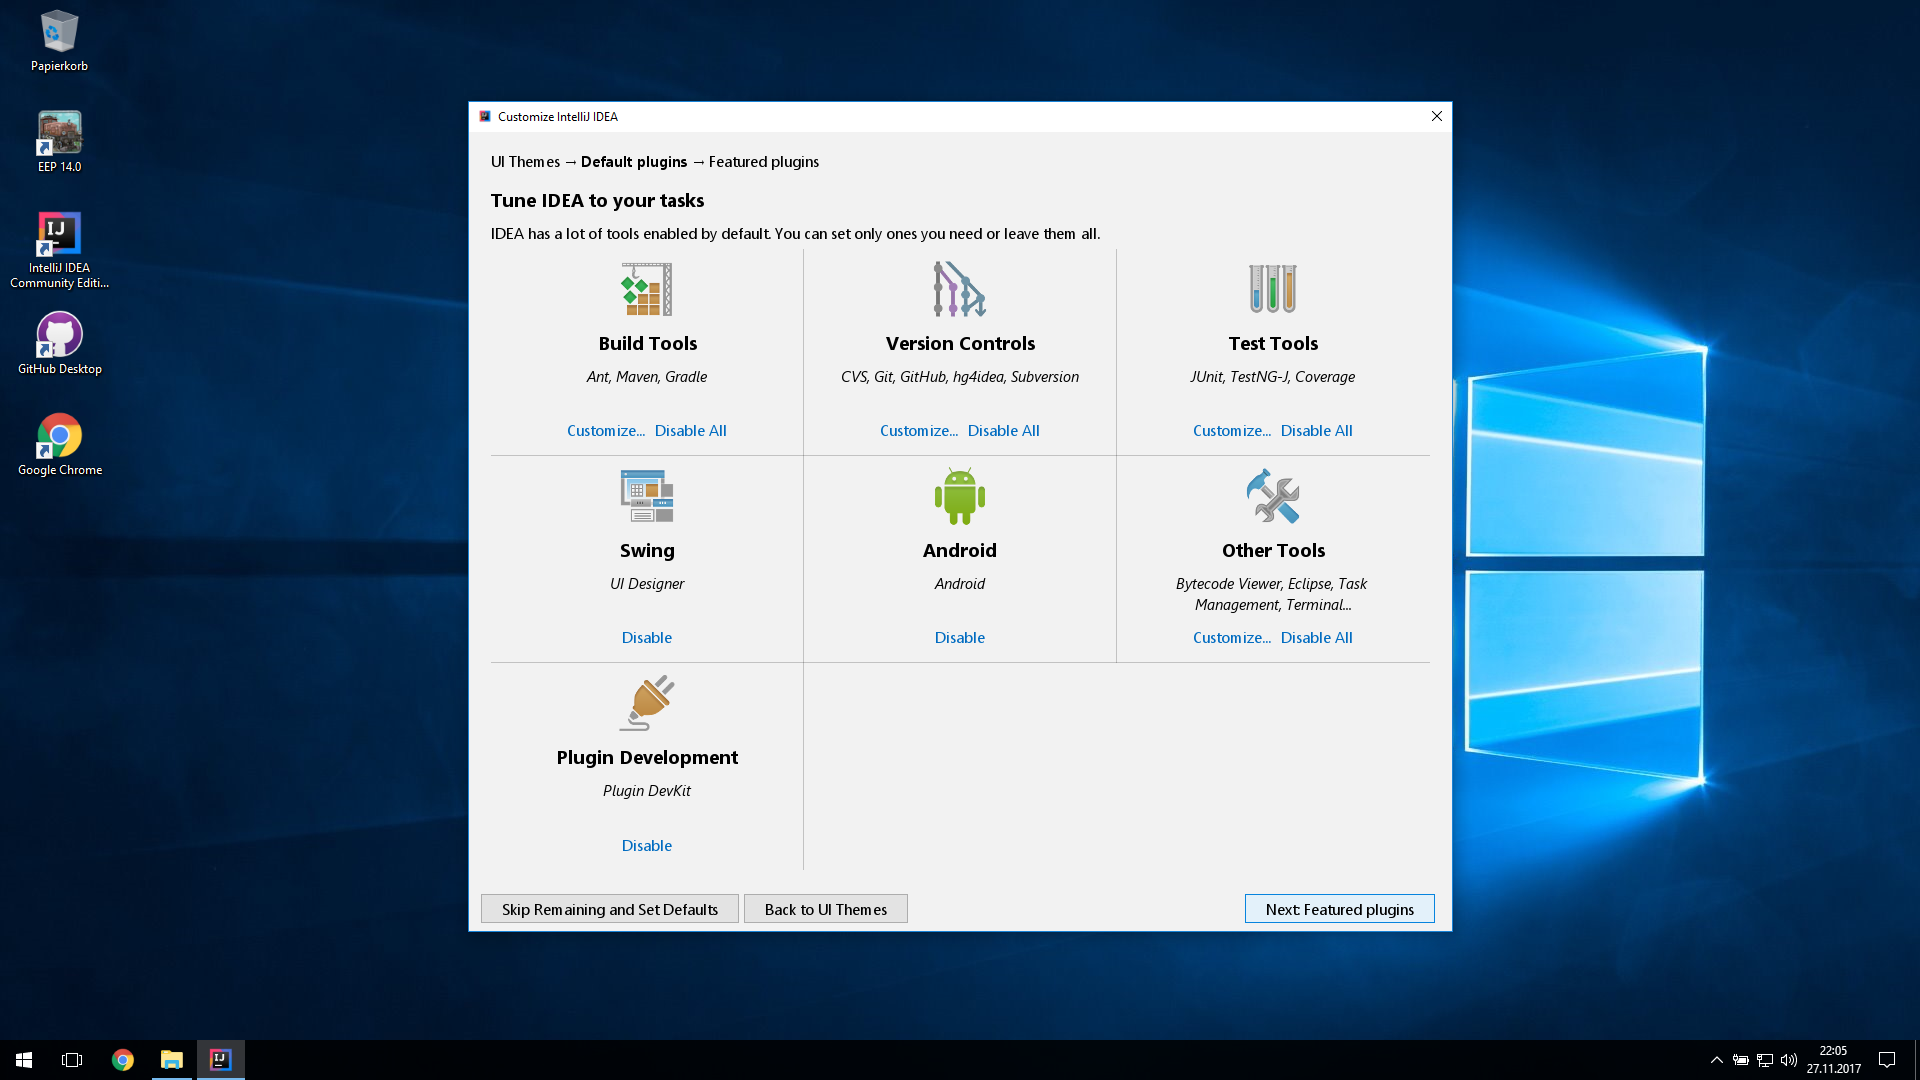 Papierkorb
EEP 14.0
IJ
IntelliJ IDEA
Community Editi...
GitHub Desktop
Google Chrome
Customize IntelliJ IDEA
UI Themes → Default plugins → Featured plugins
Tune IDEA to your tasks
IDEA has a lot of tools enabled by default. You can set only ones you need or leave them all.
Build Tools
Ant, Maven, Gradle
Customize... Disable All
Version Controls
CVS, Git, GitHub, hg4idea, Subversion
Customize... Disable All
Test Tools
JUnit, TestNG-J, Coverage
Customize... Disable All
Swing
UI Designer
Disable
Android
Android
Disable
Other Tools
Bytecode Viewer, Eclipse, Task
Management, Terminal...
Customize... Disable All
Plugin Development
Plugin DevKit
Disable
Skip Remaining and Set Defaults
Back to UI Themes
Next: Featured plugins
IJ
22:05
27.11.2017